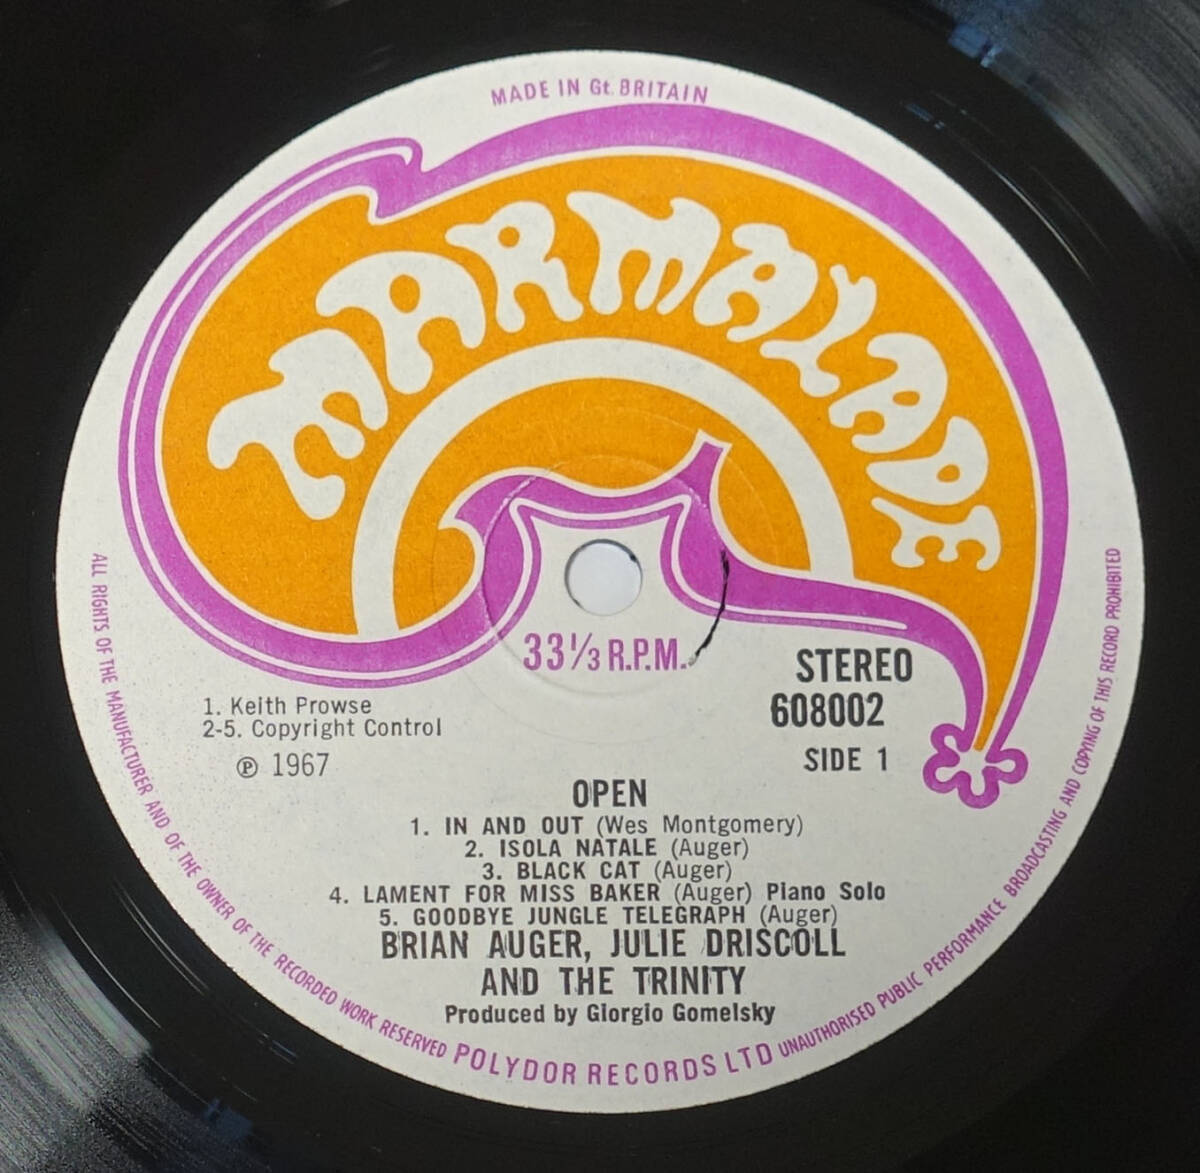 MADE IN Gt. BRITAIN
MARMALADE
33⅓ R.P.M.
STEREO
608002
SIDE 1
1. Keith Prowse
2-5. Copyright Control
℗ 1967
OPEN
1. IN AND OUT (Wes Montgomery)
2. ISOLA NATALE (Auger)
3. BLACK CAT (Auger)
4. LAMENT FOR MISS BAKER (Auger) Piano Solo
5. GOODBYE JUNGLE TELEGRAPH (Auger)
BRIAN AUGER, JULIE DRISCOLL
AND THE TRINITY
Produced by Giorgio Gomelsky
ALL RIGHTS OF THE MANUFACTURER AND OF THE OWNER OF THE RECORDED WORK RESERVED POLYDOR RECORDS LTD UNAUTHORISED PUBLIC PERFORMANCE BROADCASTING AND COPYING OF THIS RECORD PROHIBITED